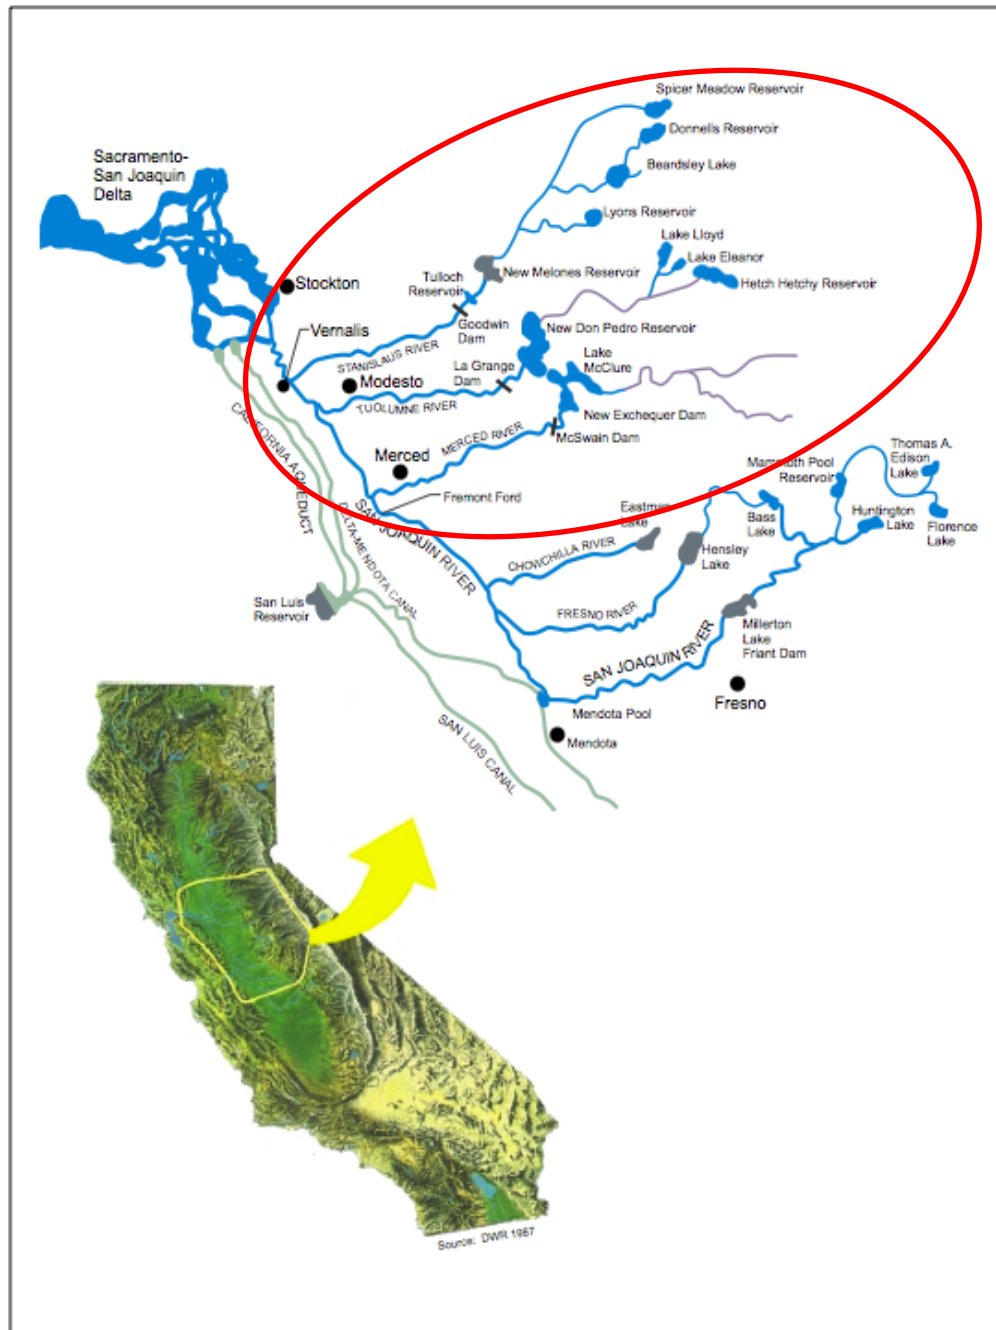 Spicer Meadow Reservoir
Donnells Reservoir
Beardsley Lake
Sacramento-
San Joaquin
Delta
Lyons Reservoir
Lake Lloyd
Lake Eleanor
Hetch Hetchy Reservoir
New Melones Reservoir
Tulloch
Reservoir
Stockton
Goodwin
Dam
New Don Pedro Reservoir
Vernalis
STANISLAUS RIVER
Lake
McClure
La Grange
Dam
Modesto
TUOLUMNE RIVER
New Exchequer Dam
McSwain Dam
MERCED RIVER
Merced
Fremont Ford
CALIFORNIA AQUEDUCT
DELTA-MENDOTA CANAL
SAN JOAQUIN RIVER
Thomas A.
Edison
Lake
Mammoth Pool
Reservoir
Huntington
Lake
Florence
Lake
Bass
Lake
Eastman
Lake
Hensley
Lake
CHOWCHILLA RIVER
FRESNO RIVER
San Luis
Reservoir
Millerton
Lake
Friant Dam
SAN JOAQUIN RIVER
Fresno
Mendota Pool
Mendota
SAN LUIS CANAL
Source: DWR 1987